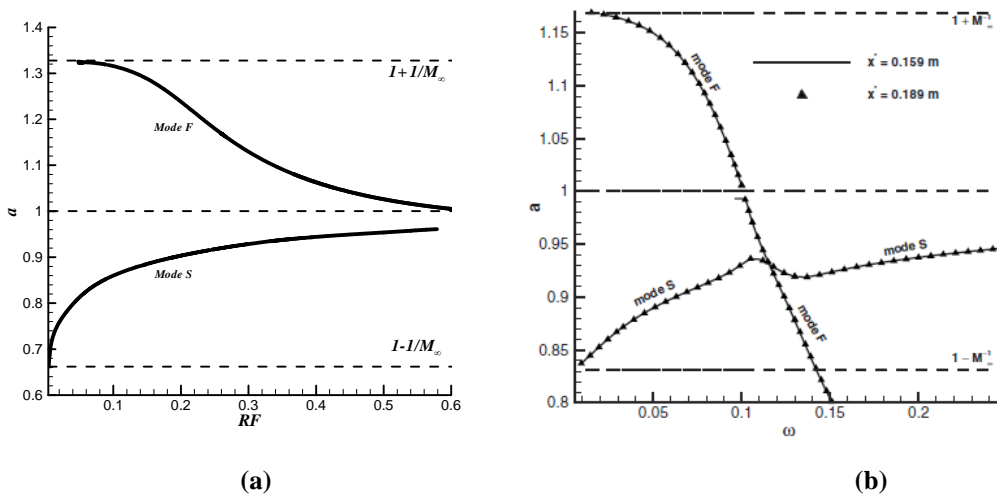 1.4
1.3
1.2
1.1
1
0.9
0.8
0.7
0.6
a
0.1
0.2
0.3
0.4
0.5
0.6
RF
1+1/M∞
Mode F
Mode S
1-1/M∞
(a)
1.15
1.1
1.05
1
0.95
0.9
0.85
0.8
a
0.05
0.1
0.15
0.2
ω
1 + M∞⁻¹
mode F
x* = 0.159 m
x* = 0.189 m
mode S
mode S
mode F
1 – M∞⁻¹
(b)